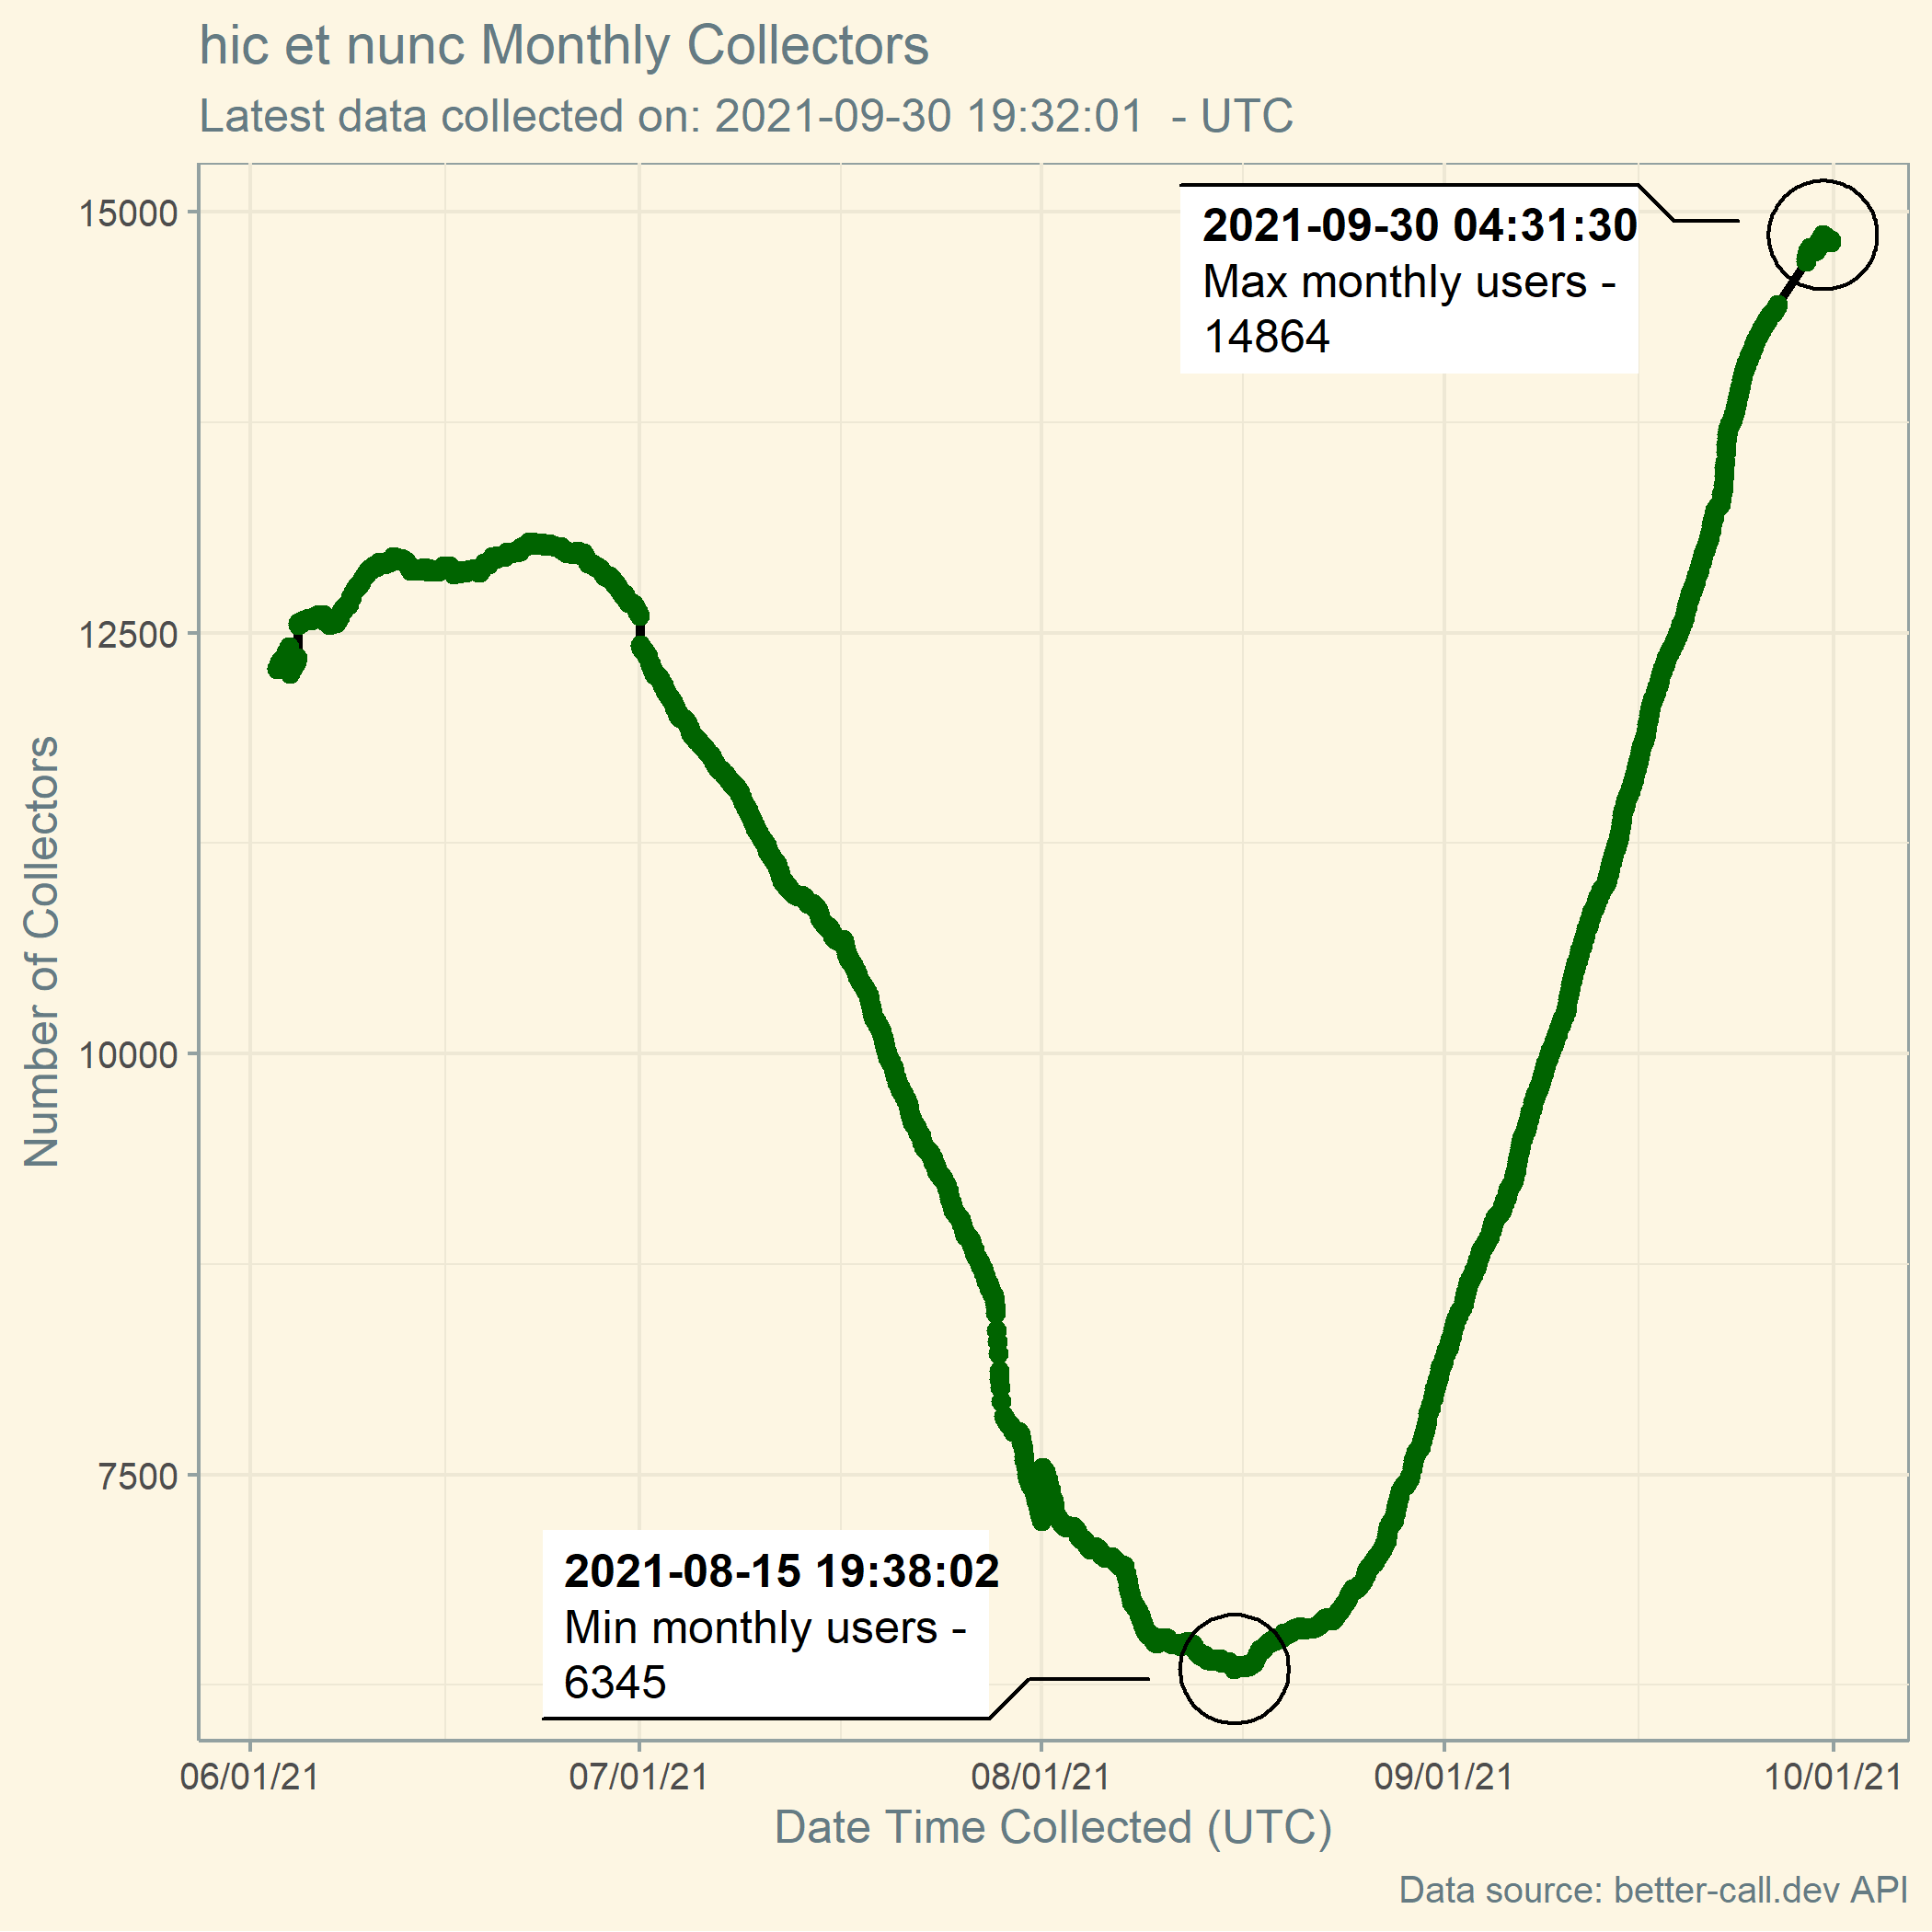 hic et nunc Monthly Collectors
Latest data collected on: 2021-09-30 19:32:01  - UTC
15000
12500
10000
7500
Number of Collectors
2021-09-30 04:31:30
Max monthly users -
14864
2021-08-15 19:38:02
Min monthly users -
6345
06/01/21
07/01/21
08/01/21
09/01/21
10/01/21
Date Time Collected (UTC)
Data source: better-call.dev API